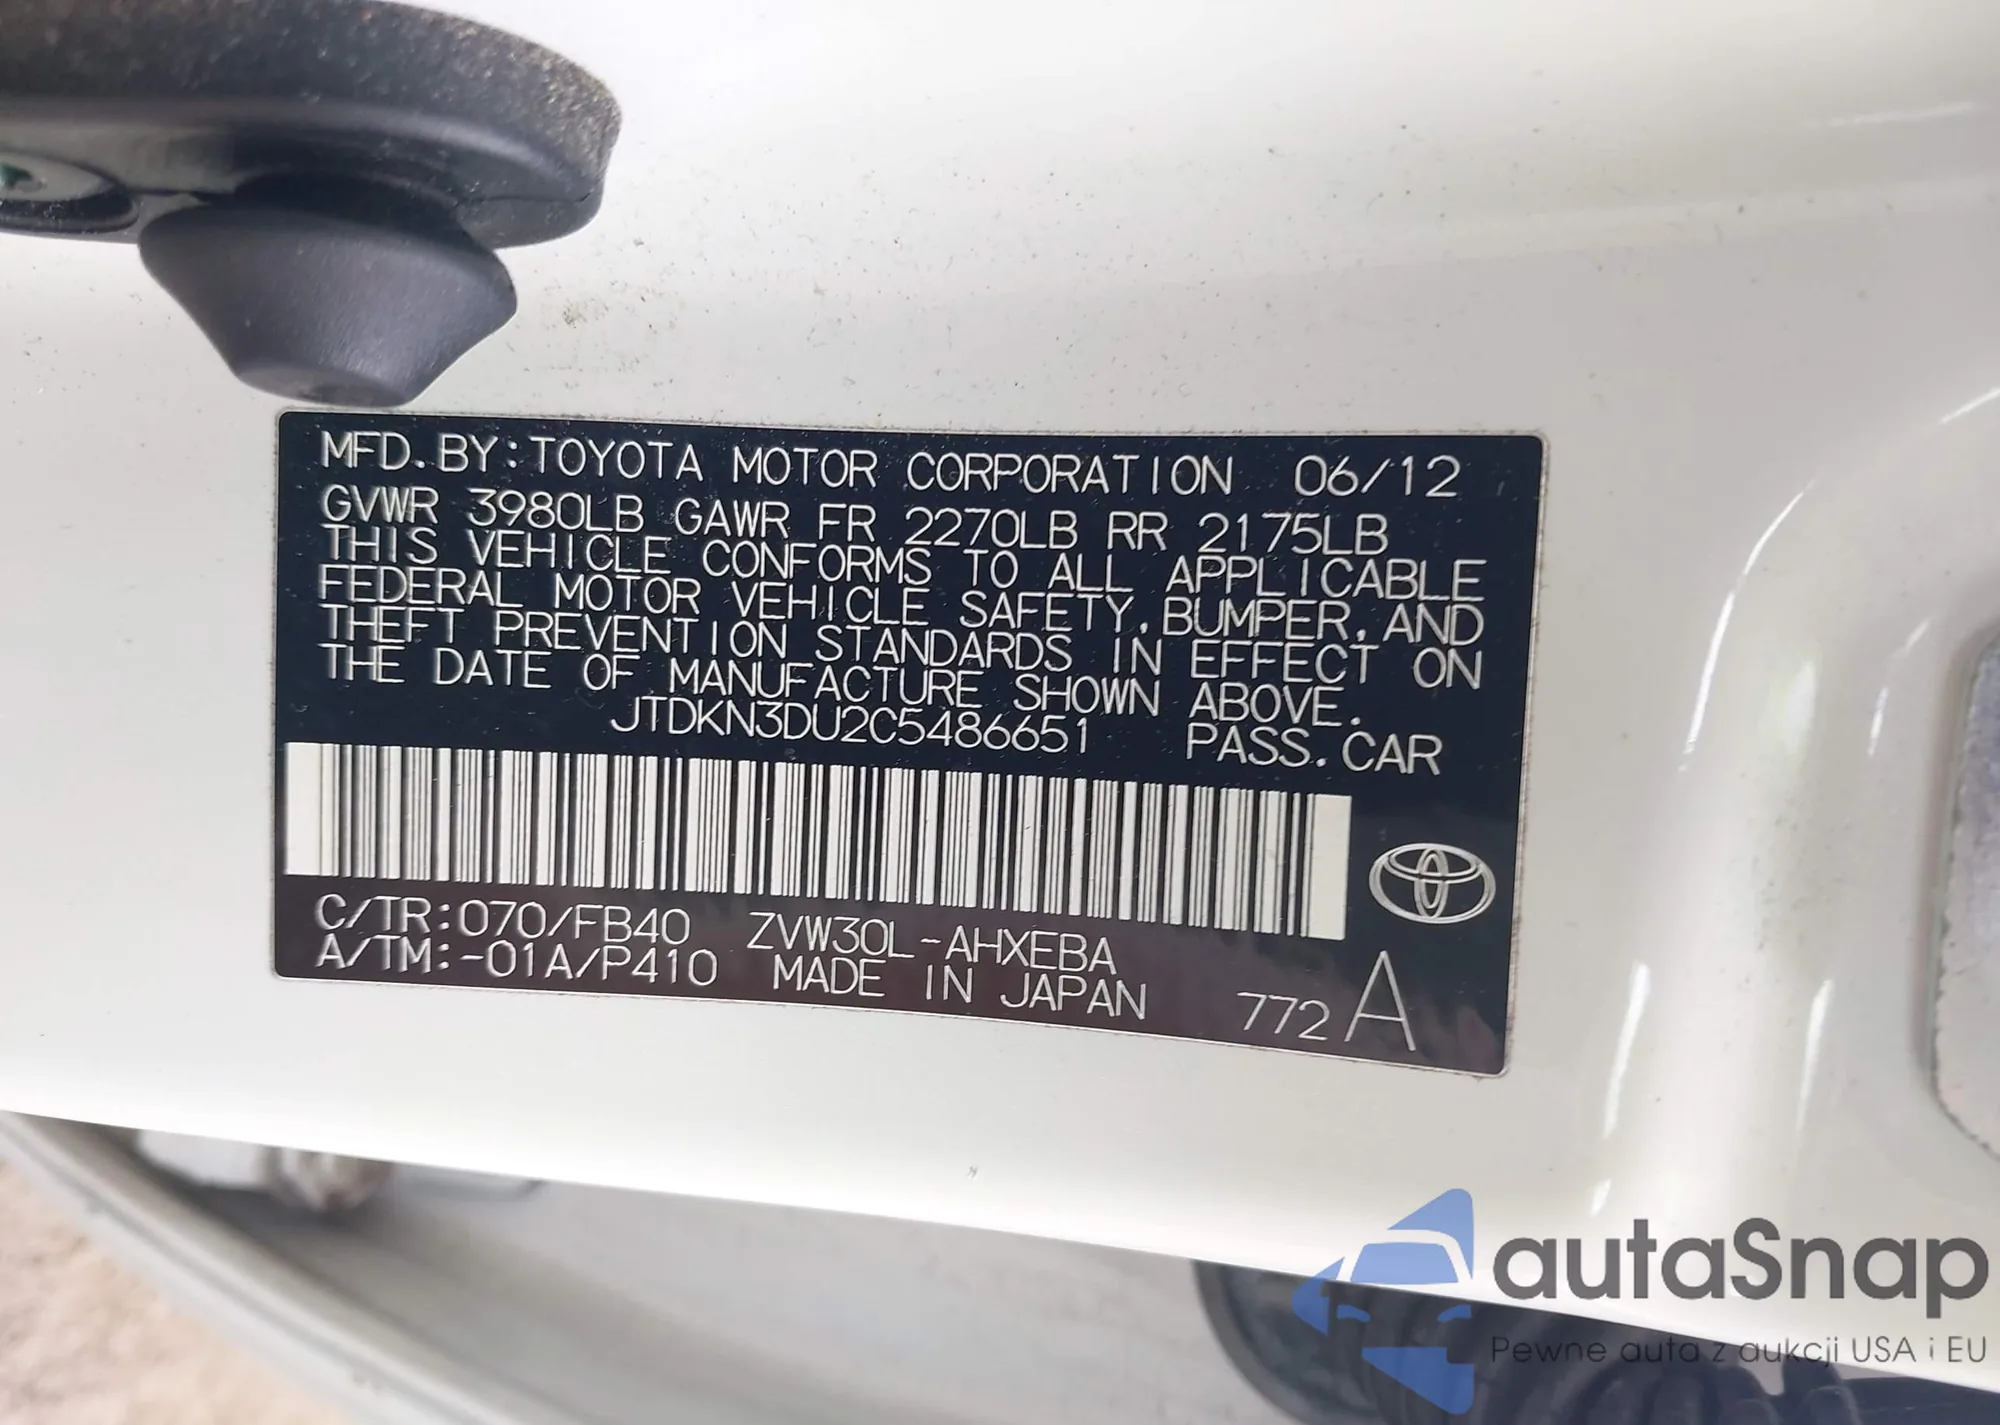 MFD. BY: TOYOTA MOTOR CORPORATION 06/12
GVWR 3980LB GAWR FR 2270LB RR 2175LB
THIS VEHICLE CONFORMS TO ALL APPLICABLE
FEDERAL MOTOR VEHICLE SAFETY, BUMPER, AND
THEFT PREVENTION STANDARDS IN EFFECT ON
THE DATE OF MANUFACTURE SHOWN ABOVE.
JTDKN3DU2C5486651 PASS. CAR
C/TR:070/FB40 ZVW30L-AHXEBA
A/TM:-01A/P410 MADE IN JAPAN 772 A
autaSnap
Pewne auta z aukcji USA i EU